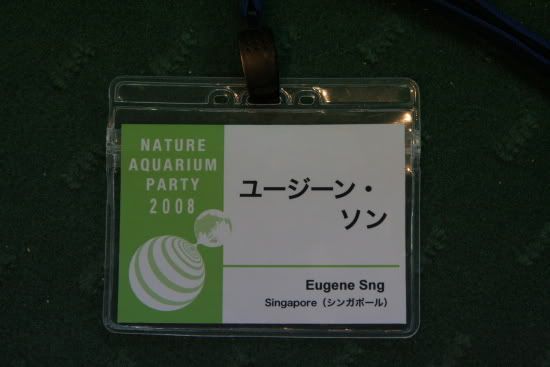 NATURE
AQUARIUM
PARTY
2008
ユージーン・
ソン
Eugene Sng
Singapore（シンガポール）